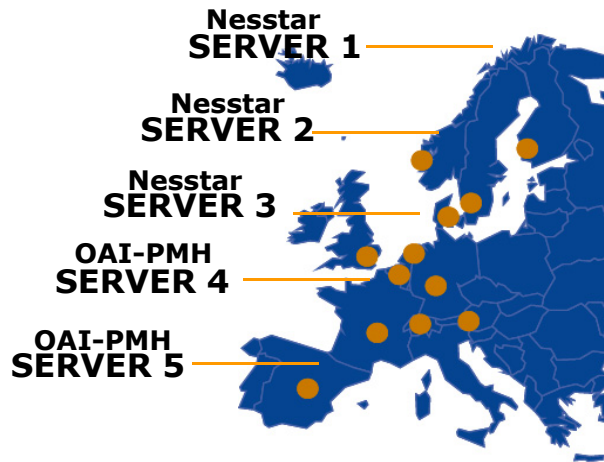 Nesstar
SERVER 1
Nesstar
SERVER 2
Nesstar
SERVER 3
OAI-PMH
SERVER 4
OAI-PMH
SERVER 5